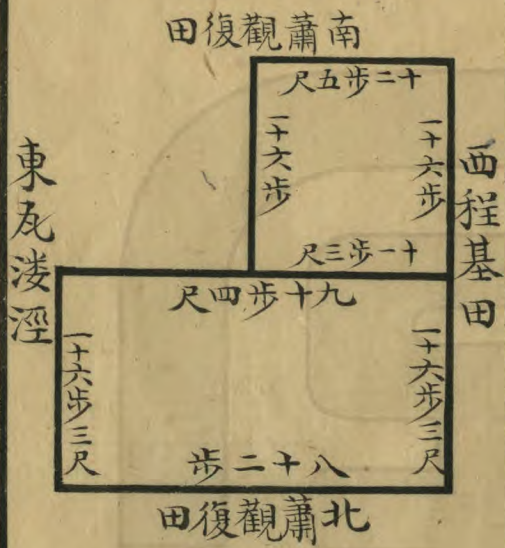 南蕭觀復田
十二步五尺
一十六步
一十六步
西程基田
十一步三尺
東瓦溇涇
九十步四尺
一十六步三尺
一十六步三尺
八十二步
北蕭觀復田